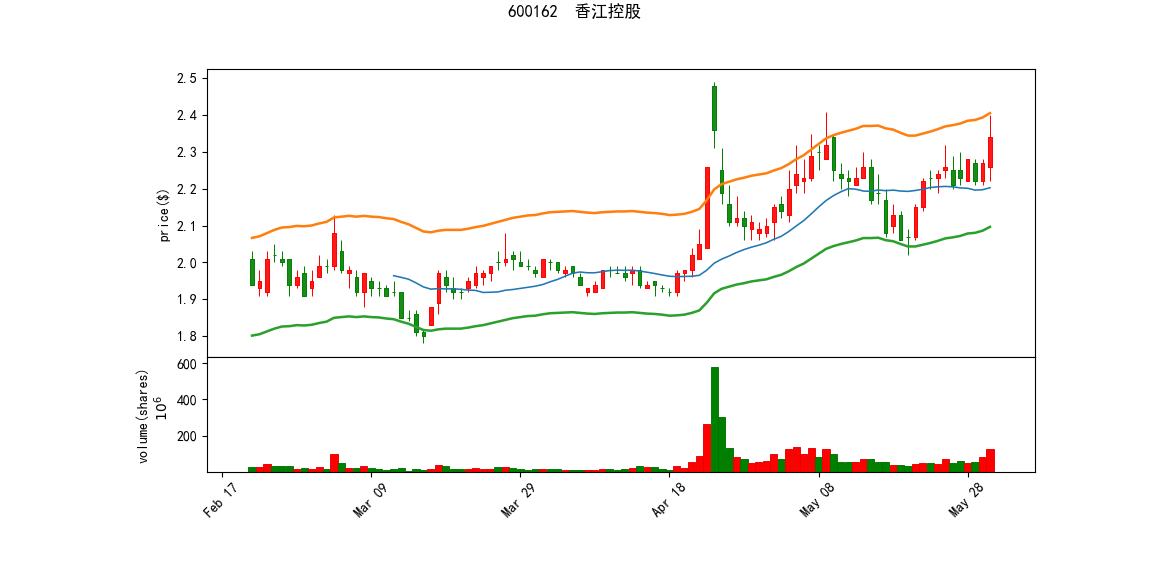 600162  香江控股
2.5
2.4
2.3
2.2
2.1
2.0
1.9
1.8
price($)
600
400
200
volume(shares)
10^6
Feb 17
Mar 09
Mar 29
Apr 18
May 08
May 28